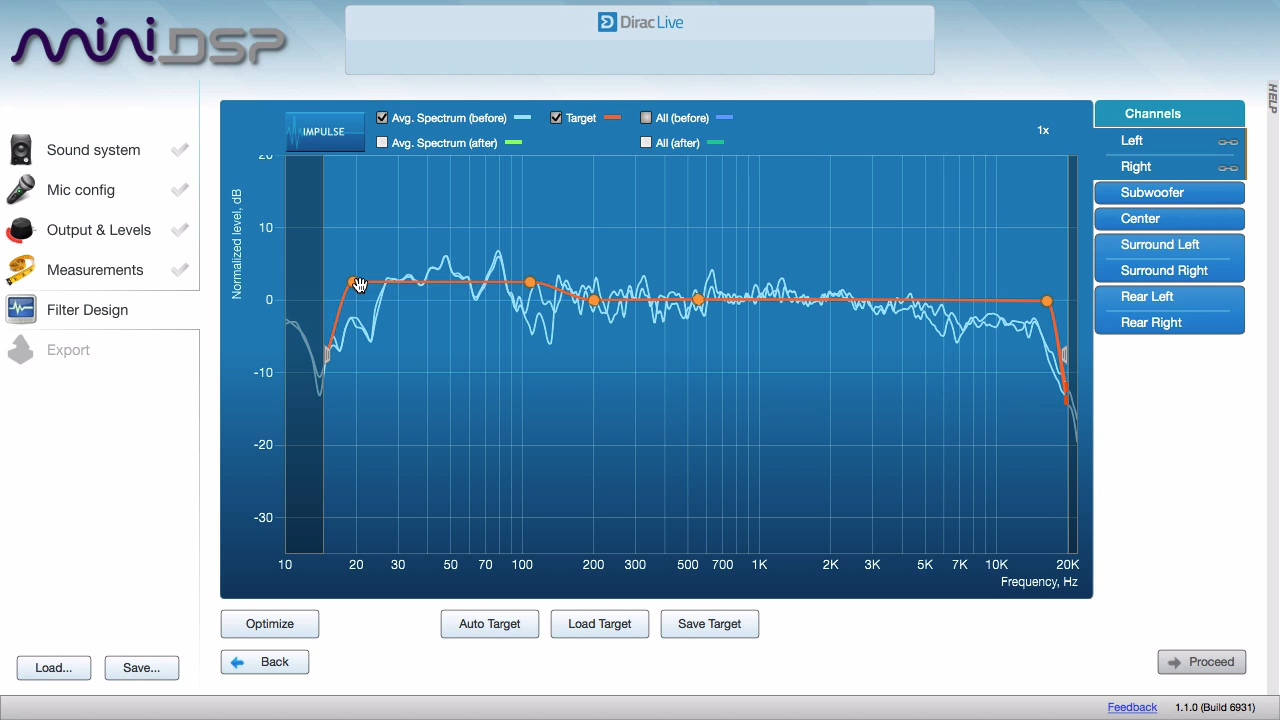 miniDSP
Dirac Live
HELP
Sound system
Mic config
Output & Levels
Measurements
Filter Design
Export
Load...
Save...
IMPULSE
Avg. Spectrum (before)
Target
All (before)
Avg. Spectrum (after)
All (after)
1x
Normalized level, dB
20
10
0
-10
-20
-30
10 20 30 50 70 100 200 300 500 700 1K 2K 3K 5K 7K 10K 20K
Frequency, Hz
Channels
Left
Right
Subwoofer
Center
Surround Left
Surround Right
Rear Left
Rear Right
Optimize
Auto Target
Load Target
Save Target
Back
Proceed
Feedback
1.1.0 (Build 6931)